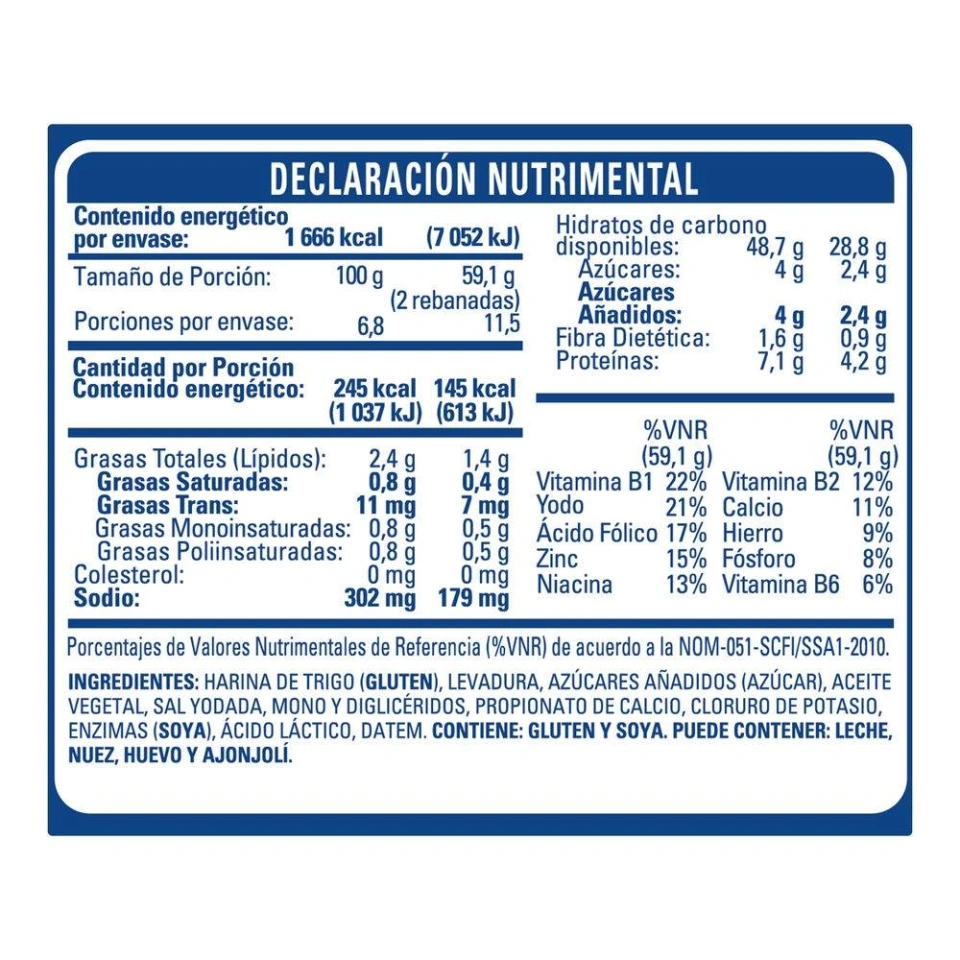 DECLARACIÓN NUTRIMENTAL
Contenido energético
por envase: 1 666 kcal (7 052 kJ)
Tamaño de Porción: 100 g 59,1 g
(2 rebanadas)
Porciones por envase: 6,8 11,5
Cantidad por Porción
Contenido energético: 245 kcal 145 kcal
(1 037 kJ) (613 kJ)
Grasas Totales (Lípidos): 2,4 g 1,4 g
Grasas Saturadas: 0,8 g 0,4 g
Grasas Trans: 11 mg 7 mg
Grasas Monoinsaturadas: 0,8 g 0,5 g
Grasas Poliinsaturadas: 0,8 g 0,5 g
Colesterol: 0 mg 0 mg
Sodio: 302 mg 179 mg
Hidratos de carbono
disponibles: 48,7 g 28,8 g
Azúcares: 4 g 2,4 g
Azúcares
Añadidos: 4 g 2,4 g
Fibra Dietética: 1,6 g 0,9 g
Proteínas: 7,1 g 4,2 g
%VNR %VNR
(59,1 g) (59,1 g)
Vitamina B1 22% Vitamina B2 12%
Yodo 21% Calcio 11%
Ácido Fólico 17% Hierro 9%
Zinc 15% Fósforo 8%
Niacina 13% Vitamina B6 6%
Porcentajes de Valores Nutrimentales de Referencia (%VNR) de acuerdo a la NOM-051-SCFI/SSA1-2010.
INGREDIENTES: HARINA DE TRIGO (GLUTEN), LEVADURA, AZÚCARES AÑADIDOS (AZÚCAR), ACEITE
VEGETAL, SAL YODADA, MONO Y DIGLICÉRIDOS, PROPIONATO DE CALCIO, CLORURO DE POTASIO,
ENZIMAS (SOYA), ÁCIDO LÁCTICO, DATEM. CONTIENE: GLUTEN Y SOYA. PUEDE CONTENER: LECHE,
NUEZ, HUEVO Y AJONJOLÍ.